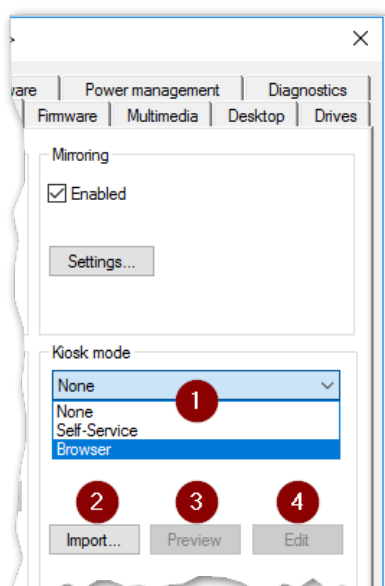 Power management Diagnostics
Firmware Multimedia Desktop Drives
Mirroring
Enabled
Settings...
Kiosk mode
None
1
None
Self-Service
Browser
2 3 4
Import... Preview Edit